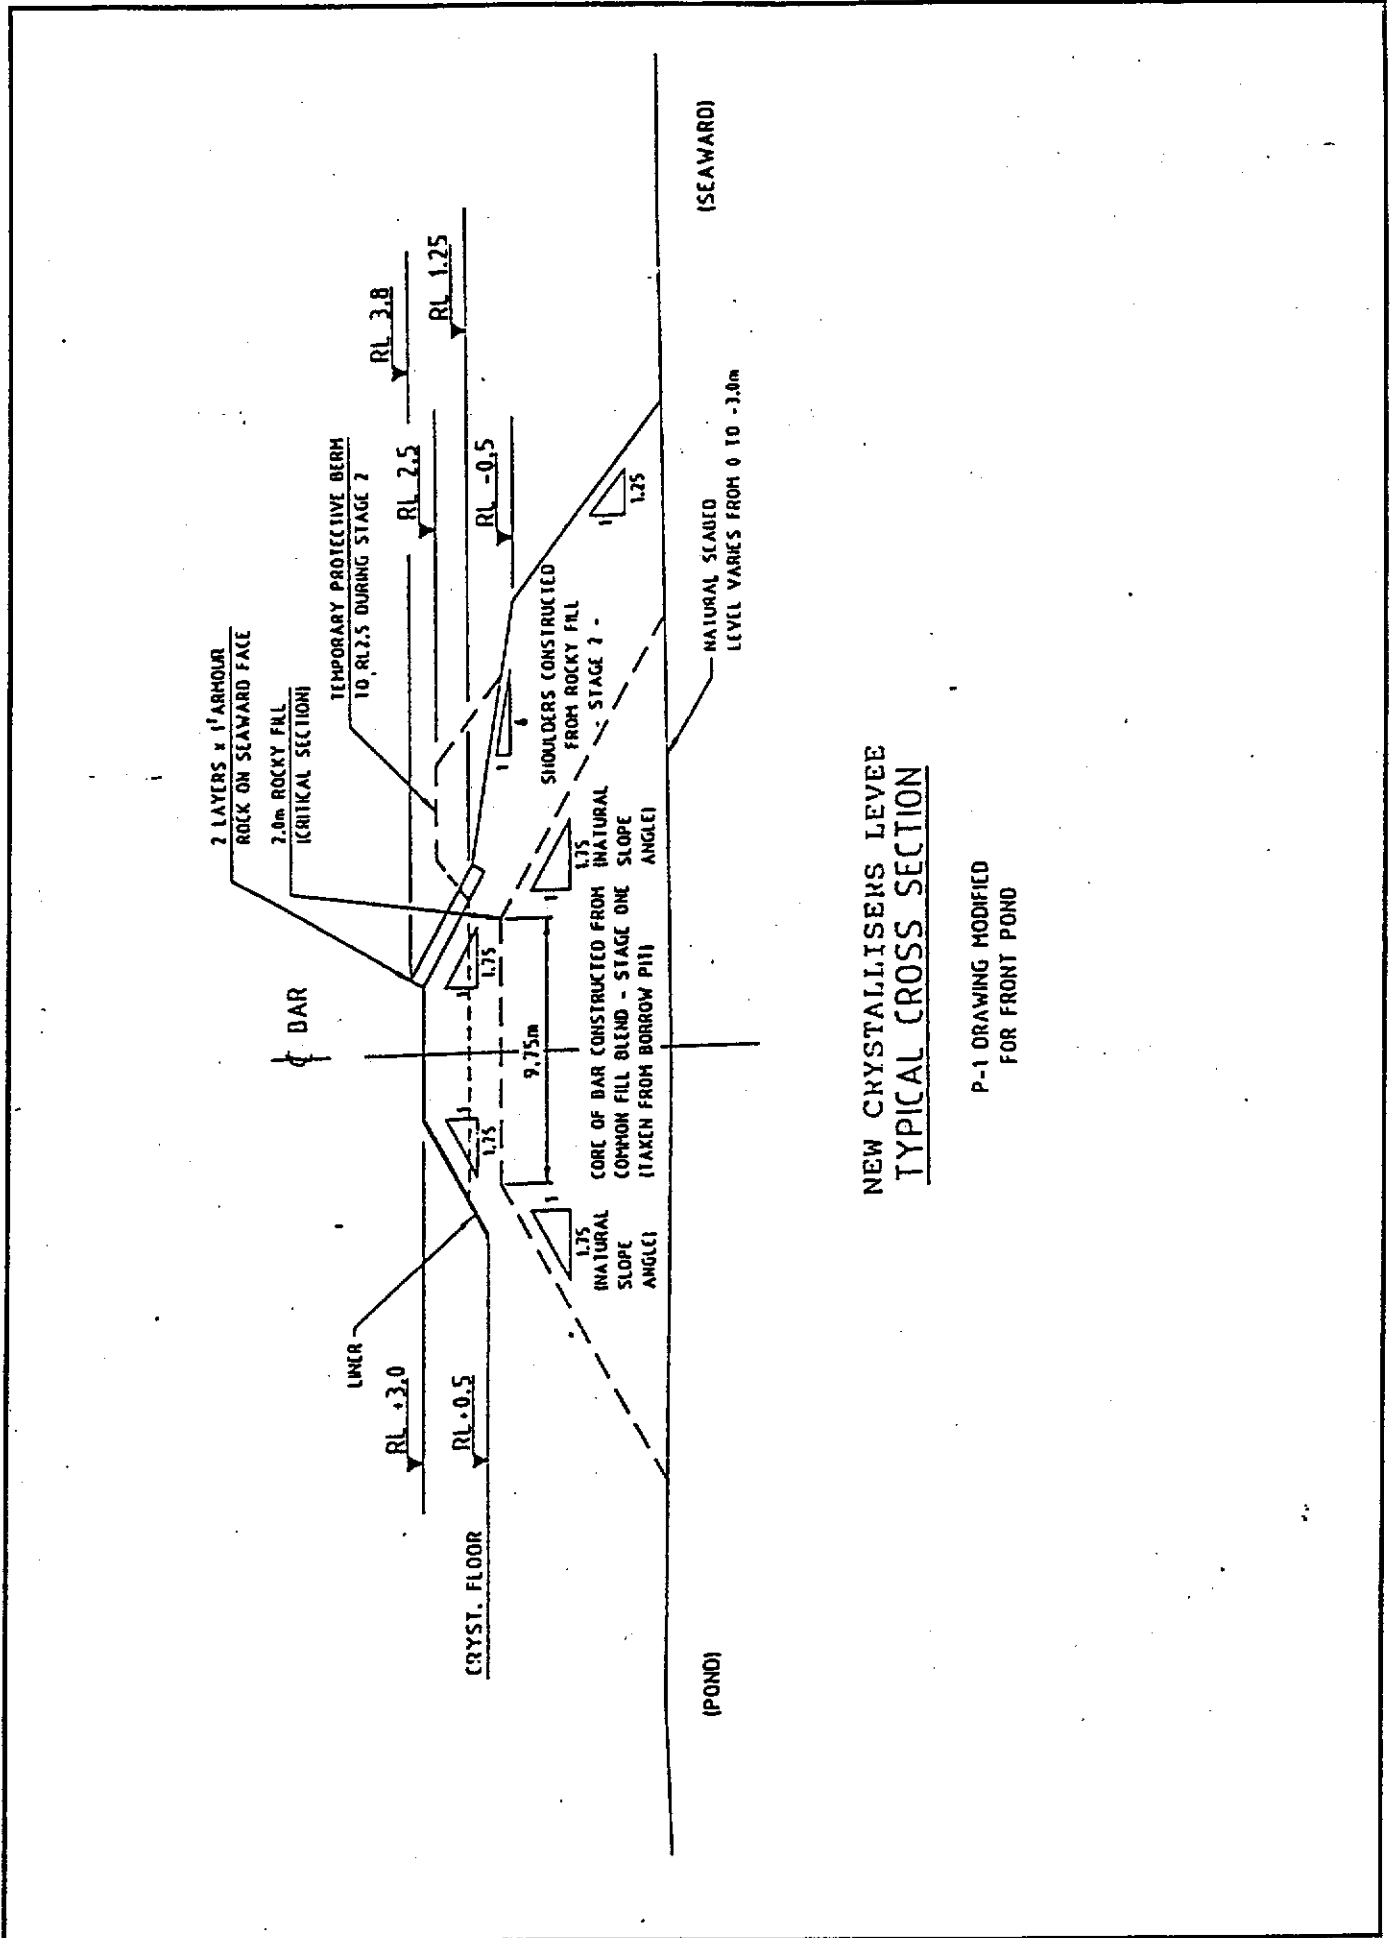 ℄ BAR
2 LAYERS x 1ᵀ ARMOUR
ROCK ON SEAWARD FACE
2.0m ROCKY FILL
(CRITICAL SECTION)
TEMPORARY PROTECTIVE BERM
TO RL2.5 DURING STAGE 2
LINER
RL +3.0
RL+0.5
CRYST. FLOOR
RL 3.8
RL 2.5
RL 1.25
RL -0.5
1
1.75
1
1.75
1
6
9.75m
SHOULDERS CONSTRUCTED
FROM ROCKY FILL
- STAGE 2 -
1
1.25
1
1.75
(NATURAL
SLOPE
ANGLE)
CORE OF BAR CONSTRUCTED FROM
COMMON FILL BLEND - STAGE ONE
(TAKEN FROM BORROW PIT)
1
1.75
(NATURAL
SLOPE
ANGLE)
(POND)
(SEAWARD)
NATURAL SEABED
LEVEL VARIES FROM 0 TO -3.0m
NEW CRYSTALLISERS LEVEE
TYPICAL CROSS SECTION
P-1 DRAWING MODIFIED
FOR FRONT POND